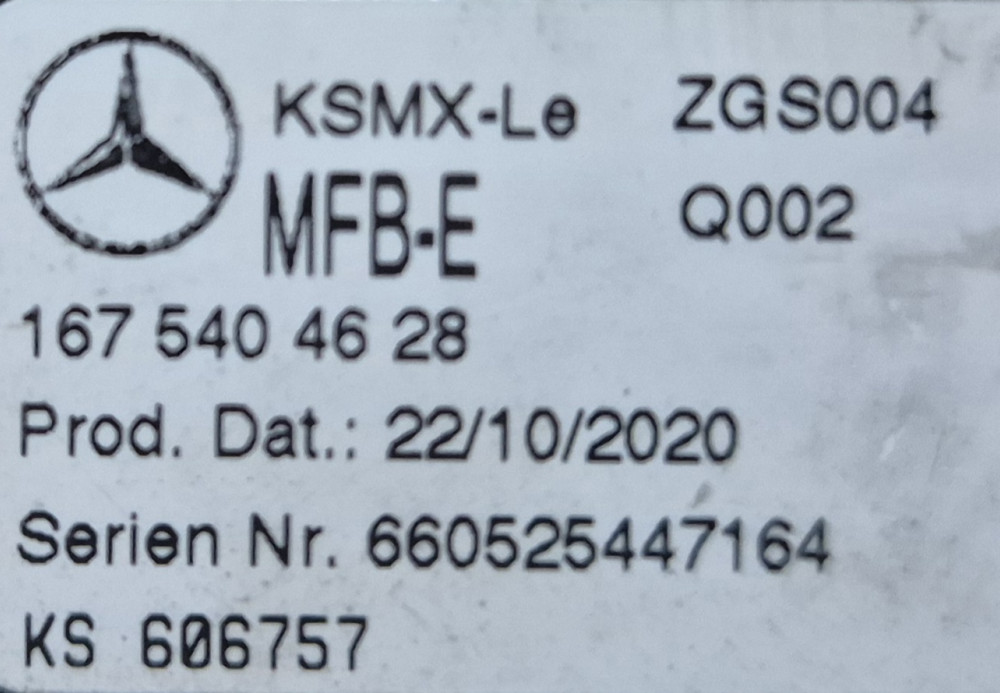 KSMX-Le ZGS004
MFB-E Q002
167 540 46 28
Prod. Dat.: 22/10/2020
Serien Nr. 660525447164
KS 606757